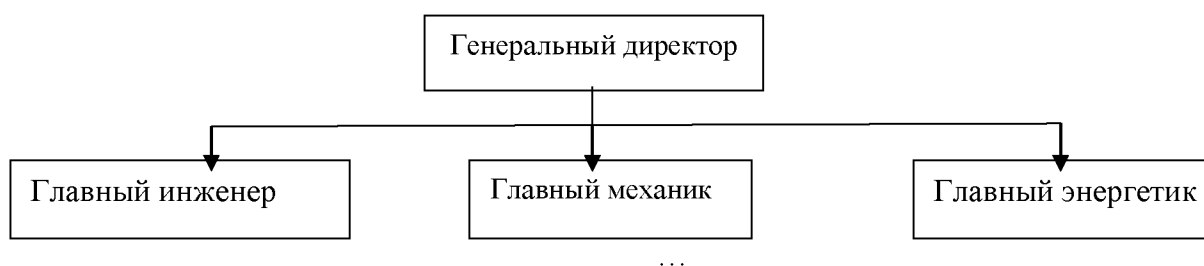 Генеральный директор
Главный инженер
Главный механик
Главный энергетик
...